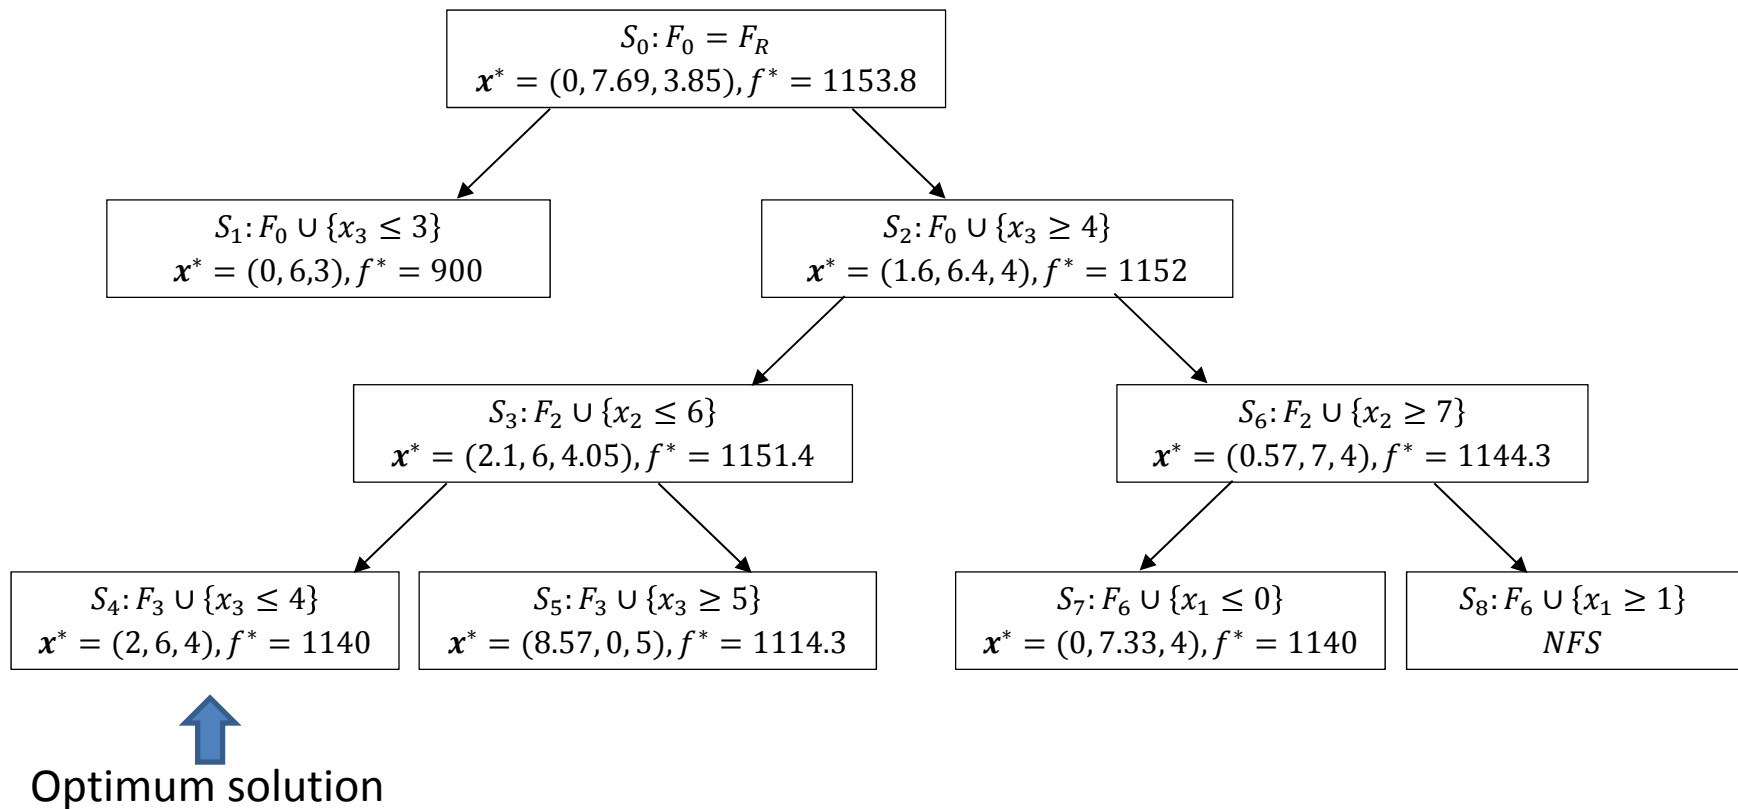 S₀: F₀ = F_R
x* = (0, 7.69, 3.85), f* = 1153.8
S₁: F₀ ∪ {x₃ ≤ 3}
x* = (0, 6,3), f* = 900
S₂: F₀ ∪ {x₃ ≥ 4}
x* = (1.6, 6.4, 4), f* = 1152
S₃: F₂ ∪ {x₂ ≤ 6}
x* = (2.1, 6, 4.05), f* = 1151.4
S₆: F₂ ∪ {x₂ ≥ 7}
x* = (0.57, 7, 4), f* = 1144.3
S₄: F₃ ∪ {x₃ ≤ 4}
x* = (2, 6, 4), f* = 1140
S₅: F₃ ∪ {x₃ ≥ 5}
x* = (8.57, 0, 5), f* = 1114.3
S₇: F₆ ∪ {x₁ ≤ 0}
x* = (0, 7.33, 4), f* = 1140
S₈: F₆ ∪ {x₁ ≥ 1}
NFS
Optimum solution